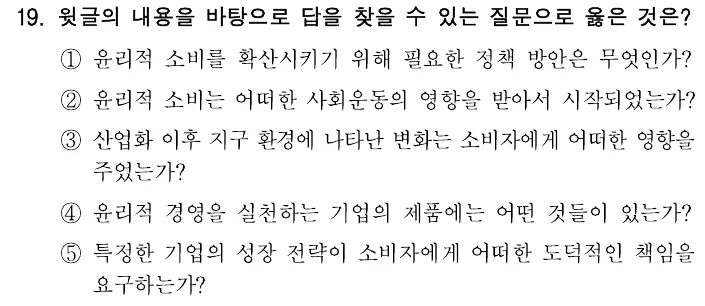 19. 윗글의 내용을 바탕으로 답을 찾을 수 있는 질문으로 옳은 것은?
① 윤리적 소비를 확산시키기 위해 필요한 정책 방안은 무엇인가?
② 윤리적 소비는 어떠한 사회운동의 영향을 받아서 시작되었는가?
③ 산업화 이후 지구 환경에 나타난 변화는 소비자에게 어떠한 영향을
주었는가?
④ 윤리적 경영을 실천하는 기업의 제품에는 어떤 것들이 있는가?
⑤ 특정한 기업의 성장 전략이 소비자에게 어떠한 도덕적인 책임을
요구하는가?